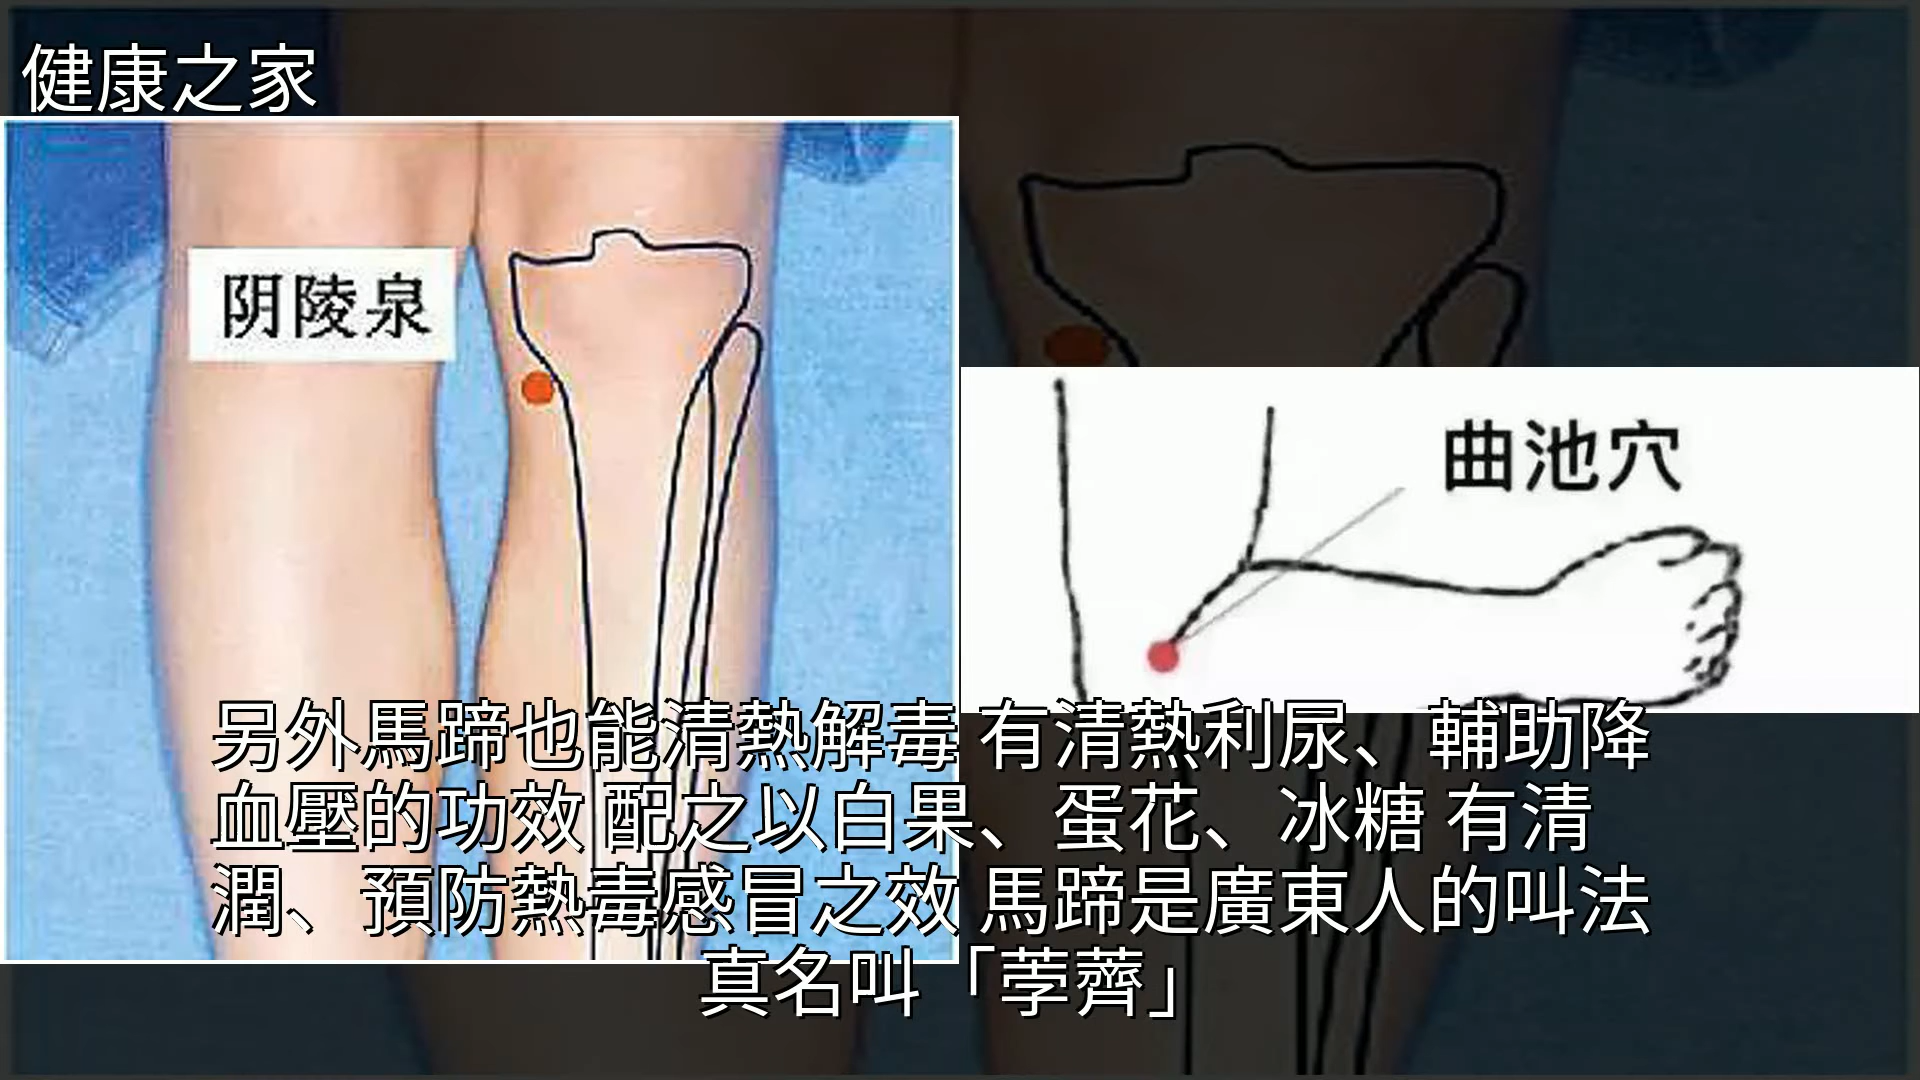 健康之家
阴陵泉
曲池穴
另外馬蹄也能清熱解毒 有清熱利尿、輔助降
血壓的功效 配之以白果、蛋花、冰糖 有清
潤、預防熱毒感冒之效 馬蹄是廣東人的叫法
真名叫「荸薺」